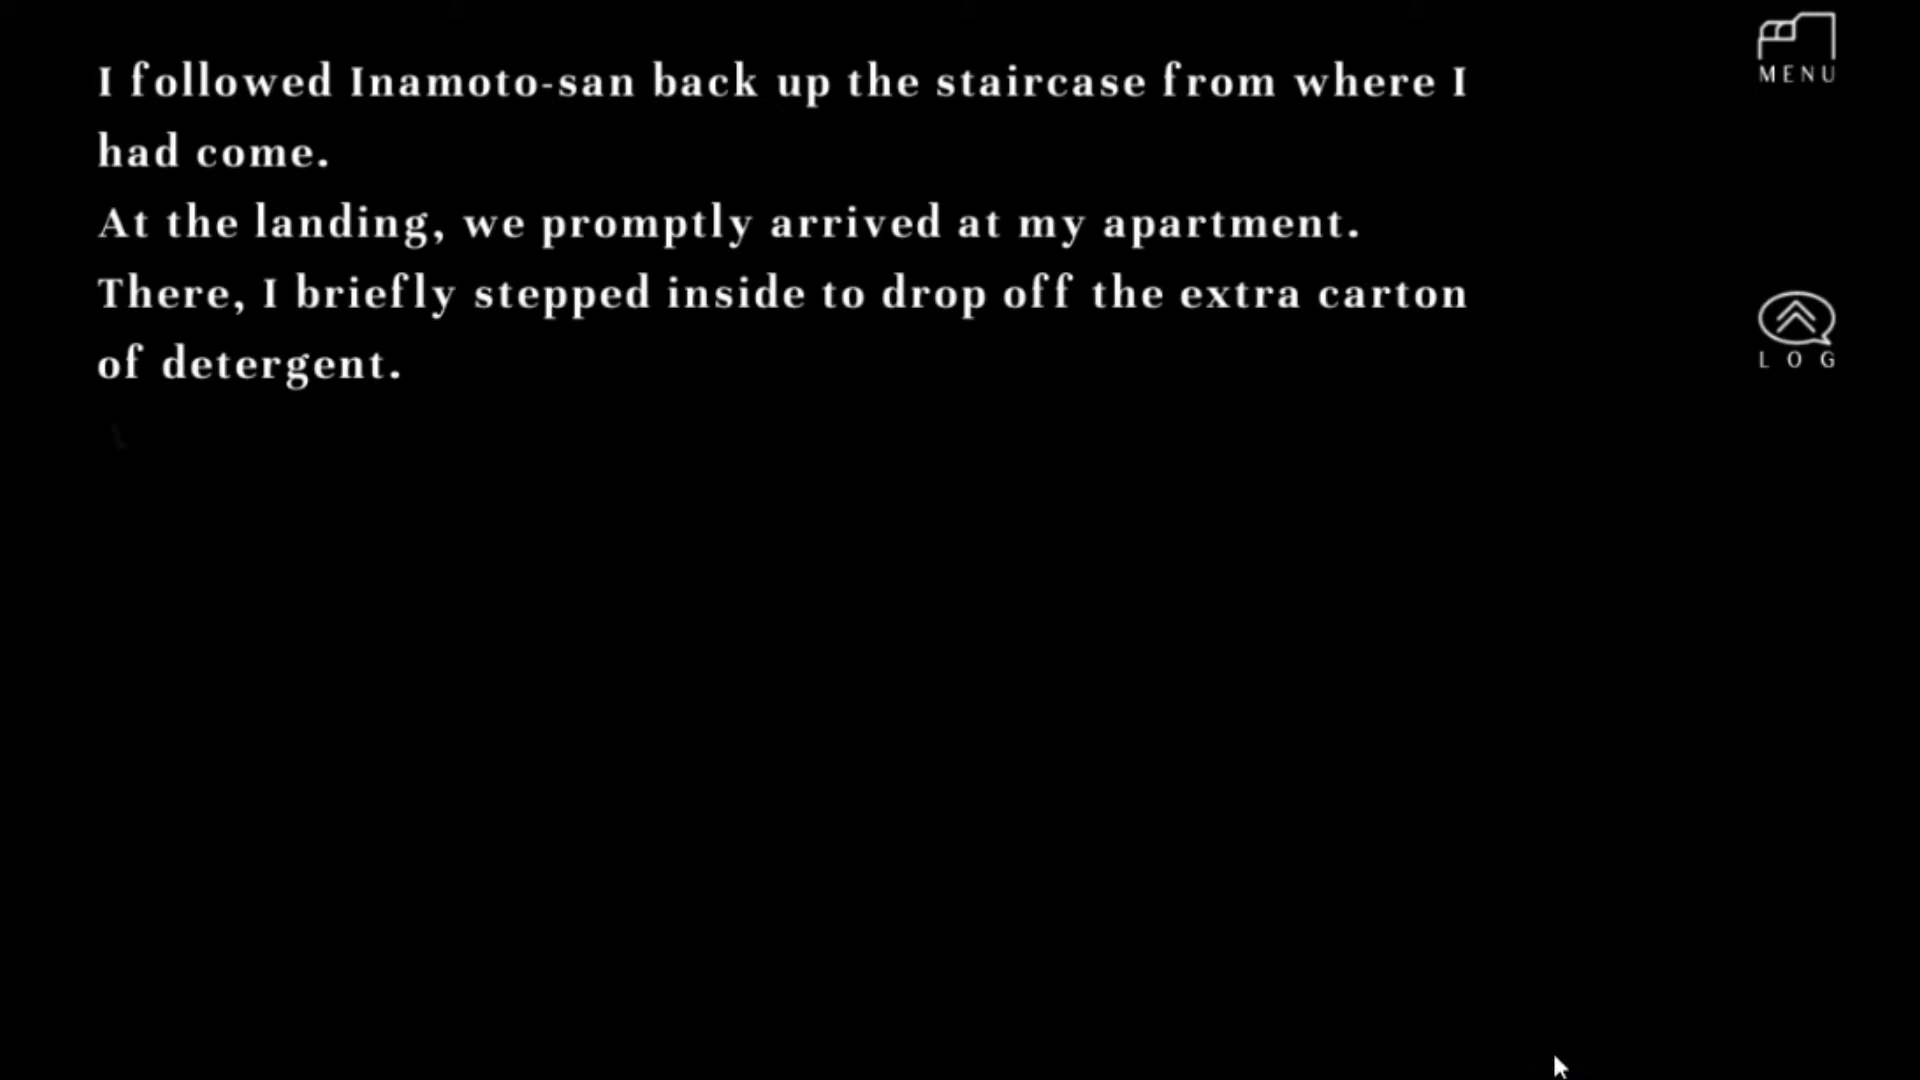 I followed Inamoto-san back up the staircase from where I
had come.
At the landing, we promptly arrived at my apartment.
There, I briefly stepped inside to drop off the extra carton
of detergent.
MENU
LOG